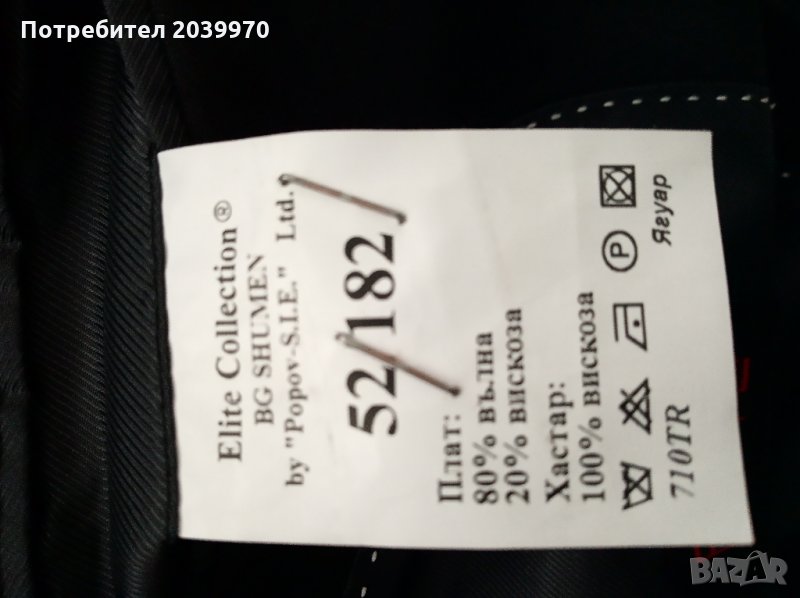 Потребител 2039970
Elite Collection®
BG SHUMEN
by "Popov-S.I.E." Ltd.
52/182
Плат:
80% вълна
20% вискоза
Хастар:
100% вискоза
P
710TR
Ягуар
BAZAR